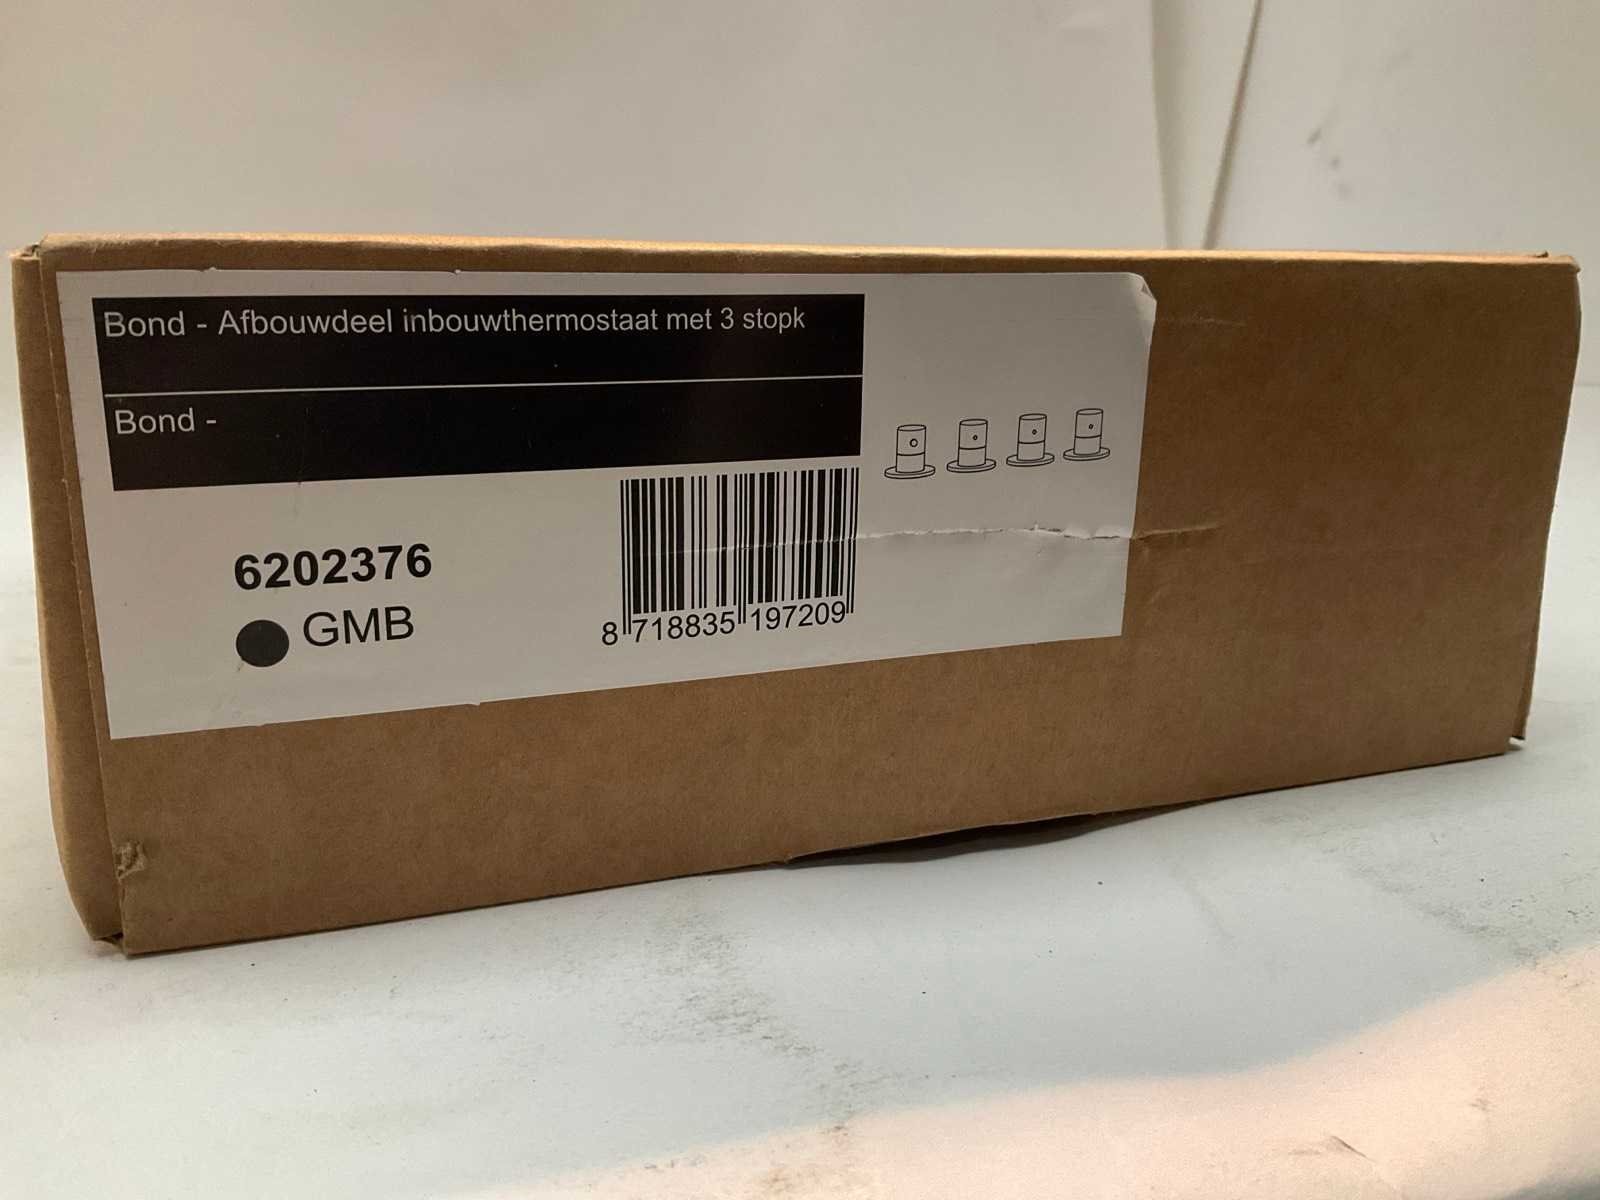 Bond - Afbouwdeel inbouwthermostaat met 3 stopk
Bond -
6202376
GMB
8 718835 197209